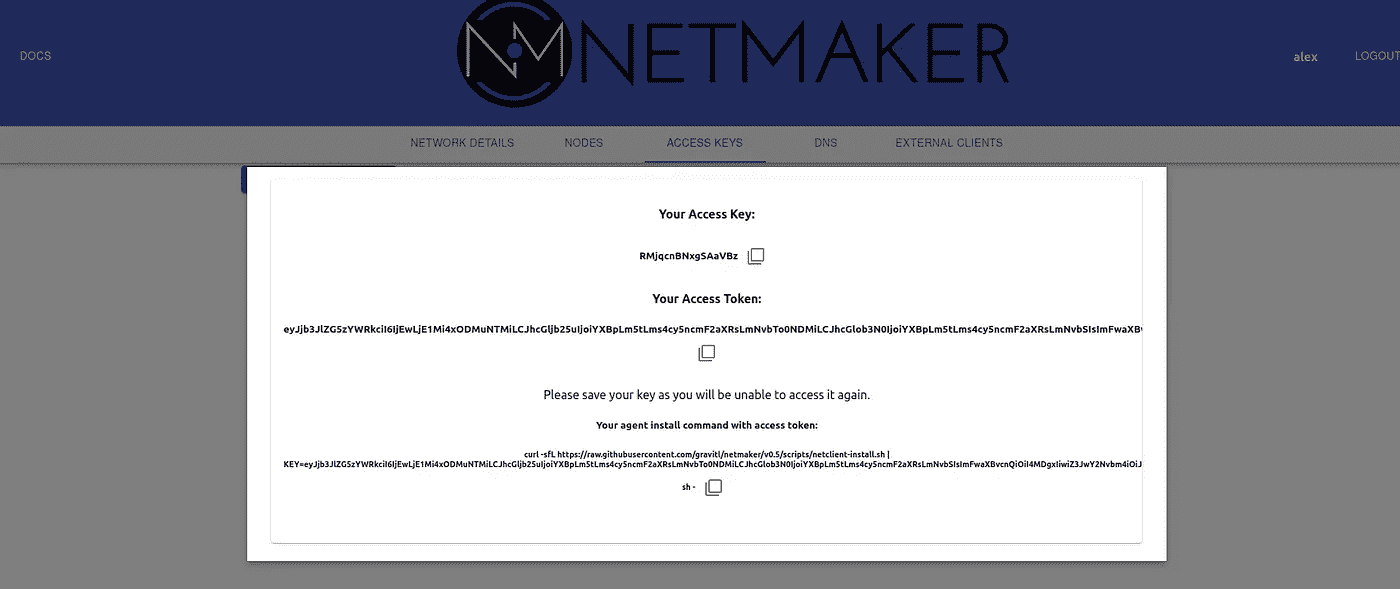 NM NETMAKER
DOCS
alex
LOGOUT
NETWORK DETAILS
NODES
ACCESS KEYS
DNS
EXTERNAL CLIENTS
Your Access Key:
RMjqcnBNxgSAaVBz
Your Access Token:
eyJjb3JlZG5zYWRkciI6IjEwLjE1Mi4xODMuNTMiLCJhcGljb25uIjoiYXBpLm5tLms4cy5ncmF2aXRsLmNvbTo0NDMiLCJhcGlob3N0IjoiYXBpLm5tLms4cy5ncmF2aXRsLmNvbSIsImFwaXB
Please save your key as you will be unable to access it again.
Your agent install command with access token:
curl -sfL https://raw.githubusercontent.com/gravitl/netmaker/v0.5/scripts/netclient-install.sh |
KEY=eyJjb3JlZG5zYWRkciI6IjEwLjE1Mi4xODMuNTMiLCJhcGljb25uIjoiYXBpLm5tLms4cy5ncmF2aXRsLmNvbTo0NDMiLCJhcGlob3N0IjoiYXBpLm5tLms4cy5ncmF2aXRsLmNvbSIsImFwaXBvcnQiOiI4MDgxIiwiZ3JwY2Nvbm4iOiJ
sh -